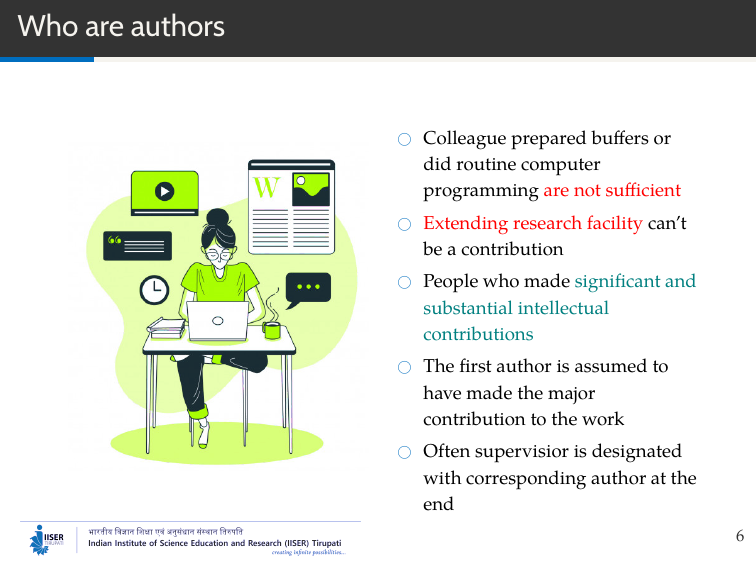 Who are authors
W
Colleague prepared buffers or
did routine computer
programming are not sufficient
Extending research facility can't
be a contribution
People who made significant and
substantial intellectual
contributions
The first author is assumed to
have made the major
contribution to the work
Often supervisior is designated
with corresponding author at the
end
IISER
TIRUPATI
भारतीय विज्ञान शिक्षा एवं अनुसंधान संस्थान तिरुपति
Indian Institute of Science Education and Research (IISER) Tirupati
creating infinite possibilities...
6